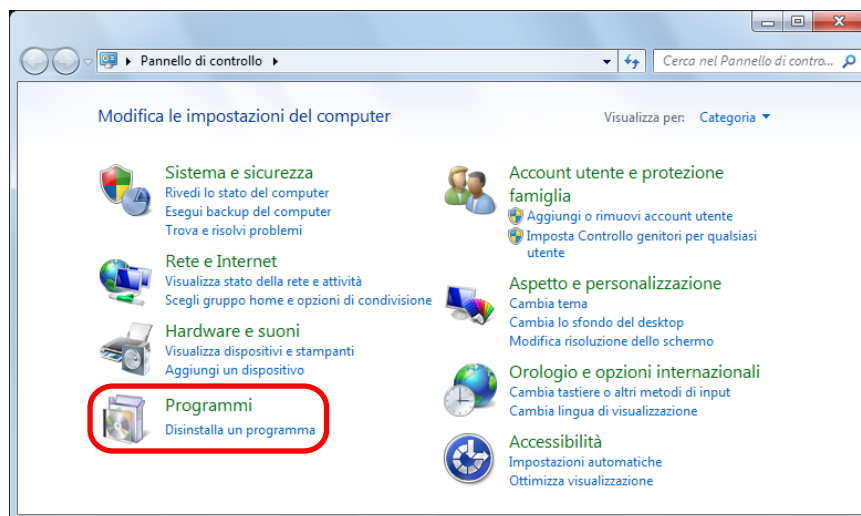 Pannello di controllo
Cerca nel Pannello di contro...
Modifica le impostazioni del computer
Visualizza per: Categoria
Sistema e sicurezza
Rivedi lo stato del computer
Esegui backup del computer
Trova e risolvi problemi
Rete e Internet
Visualizza stato della rete e attività
Scegli gruppo home e opzioni di condivisione
Hardware e suoni
Visualizza dispositivi e stampanti
Aggiungi un dispositivo
Programmi
Disinstalla un programma
Account utente e protezione
famiglia
Aggiungi o rimuovi account utente
Imposta Controllo genitori per qualsiasi
utente
Aspetto e personalizzazione
Cambia tema
Cambia lo sfondo del desktop
Modifica risoluzione dello schermo
Orologio e opzioni internazionali
Cambia tastiere o altri metodi di input
Cambia lingua di visualizzazione
Accessibilità
Impostazioni automatiche
Ottimizza visualizzazione